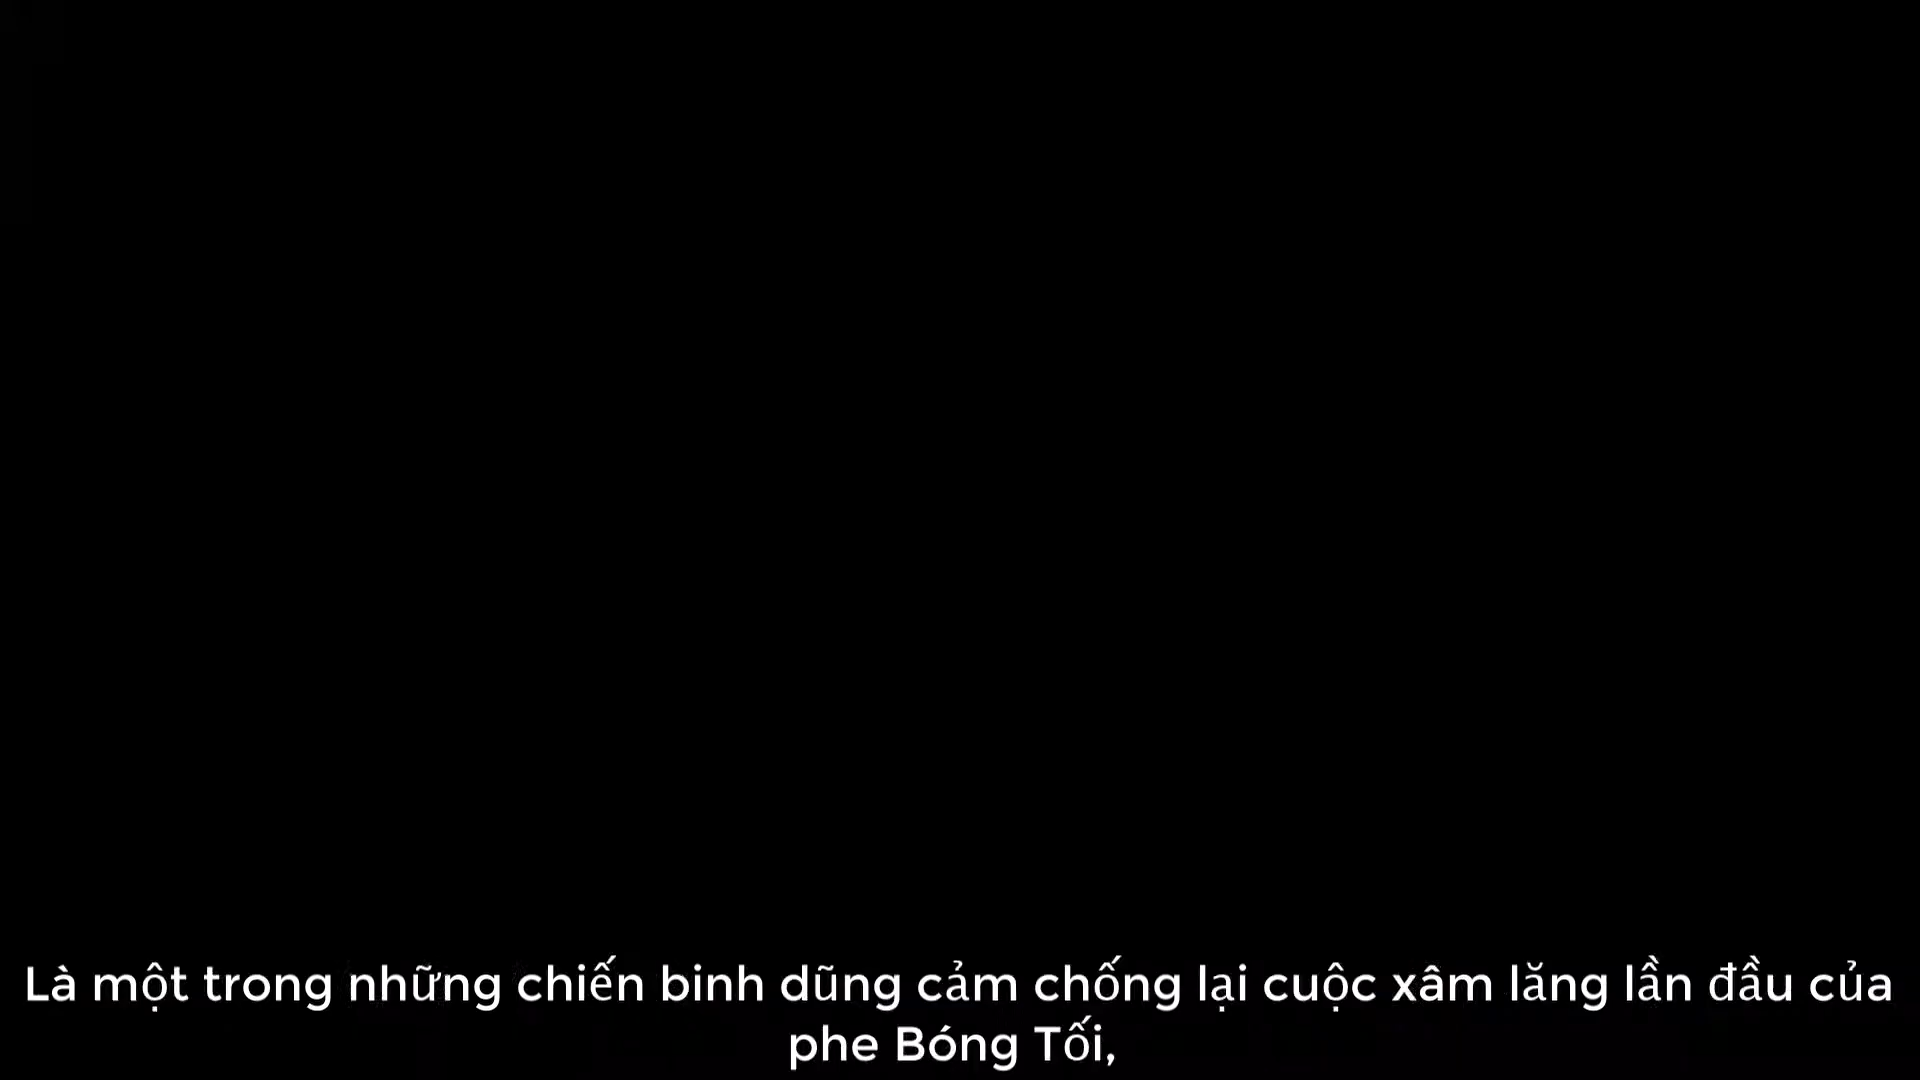 Là một trong những chiến binh dũng cảm chống lại cuộc xâm lăng lần đầu của
phe Bóng Tối,